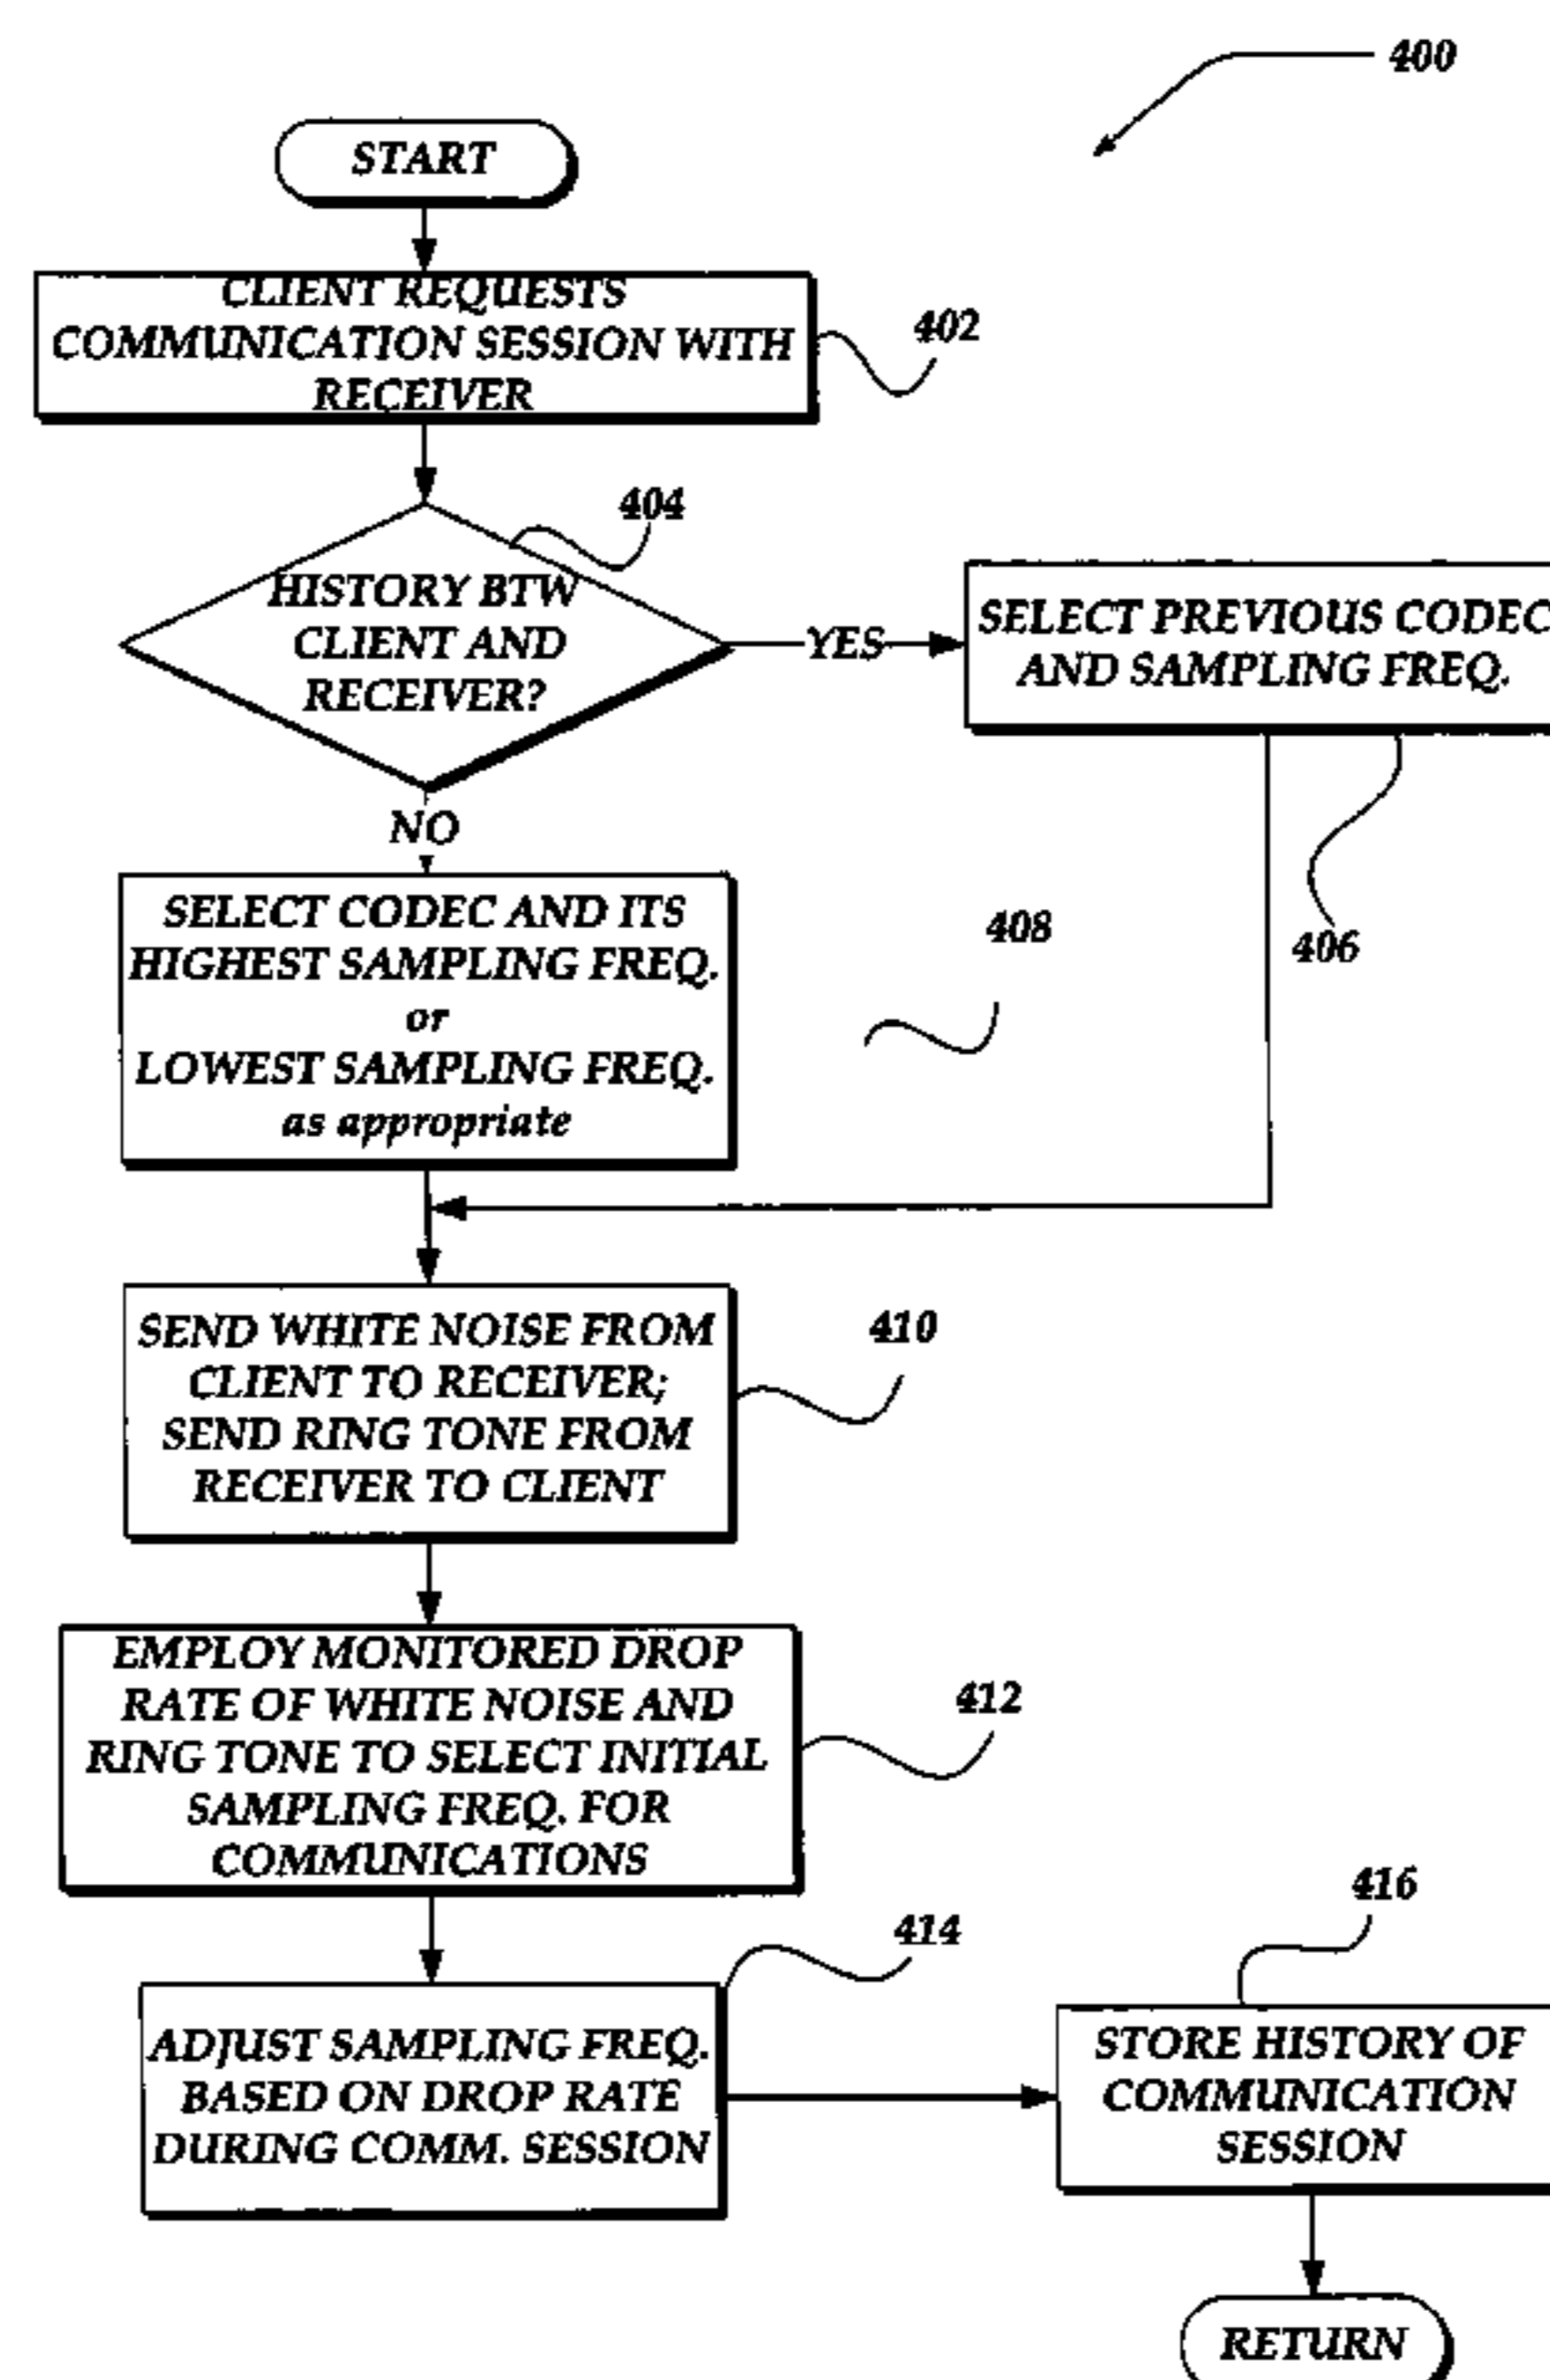 400
START
CLIENT REQUESTS
COMMUNICATION SESSION WITH
RECEIVER
402
404
HISTORY BTW
CLIENT AND
RECEIVER?
YES
SELECT PREVIOUS CODEC
AND SAMPLING FREQ.
406
NO
SELECT CODEC AND ITS
HIGHEST SAMPLING FREQ.
or
LOWEST SAMPLING FREQ.
as appropriate
408
SEND WHITE NOISE FROM
CLIENT TO RECEIVER;
SEND RING TONE FROM
RECEIVER TO CLIENT
410
EMPLOY MONITORED DROP
RATE OF WHITE NOISE AND
RING TONE TO SELECT INITIAL
SAMPLING FREQ. FOR
COMMUNICATIONS
412
414
ADJUST SAMPLING FREQ.
BASED ON DROP RATE
DURING COMM. SESSION
416
STORE HISTORY OF
COMMUNICATION
SESSION
RETURN